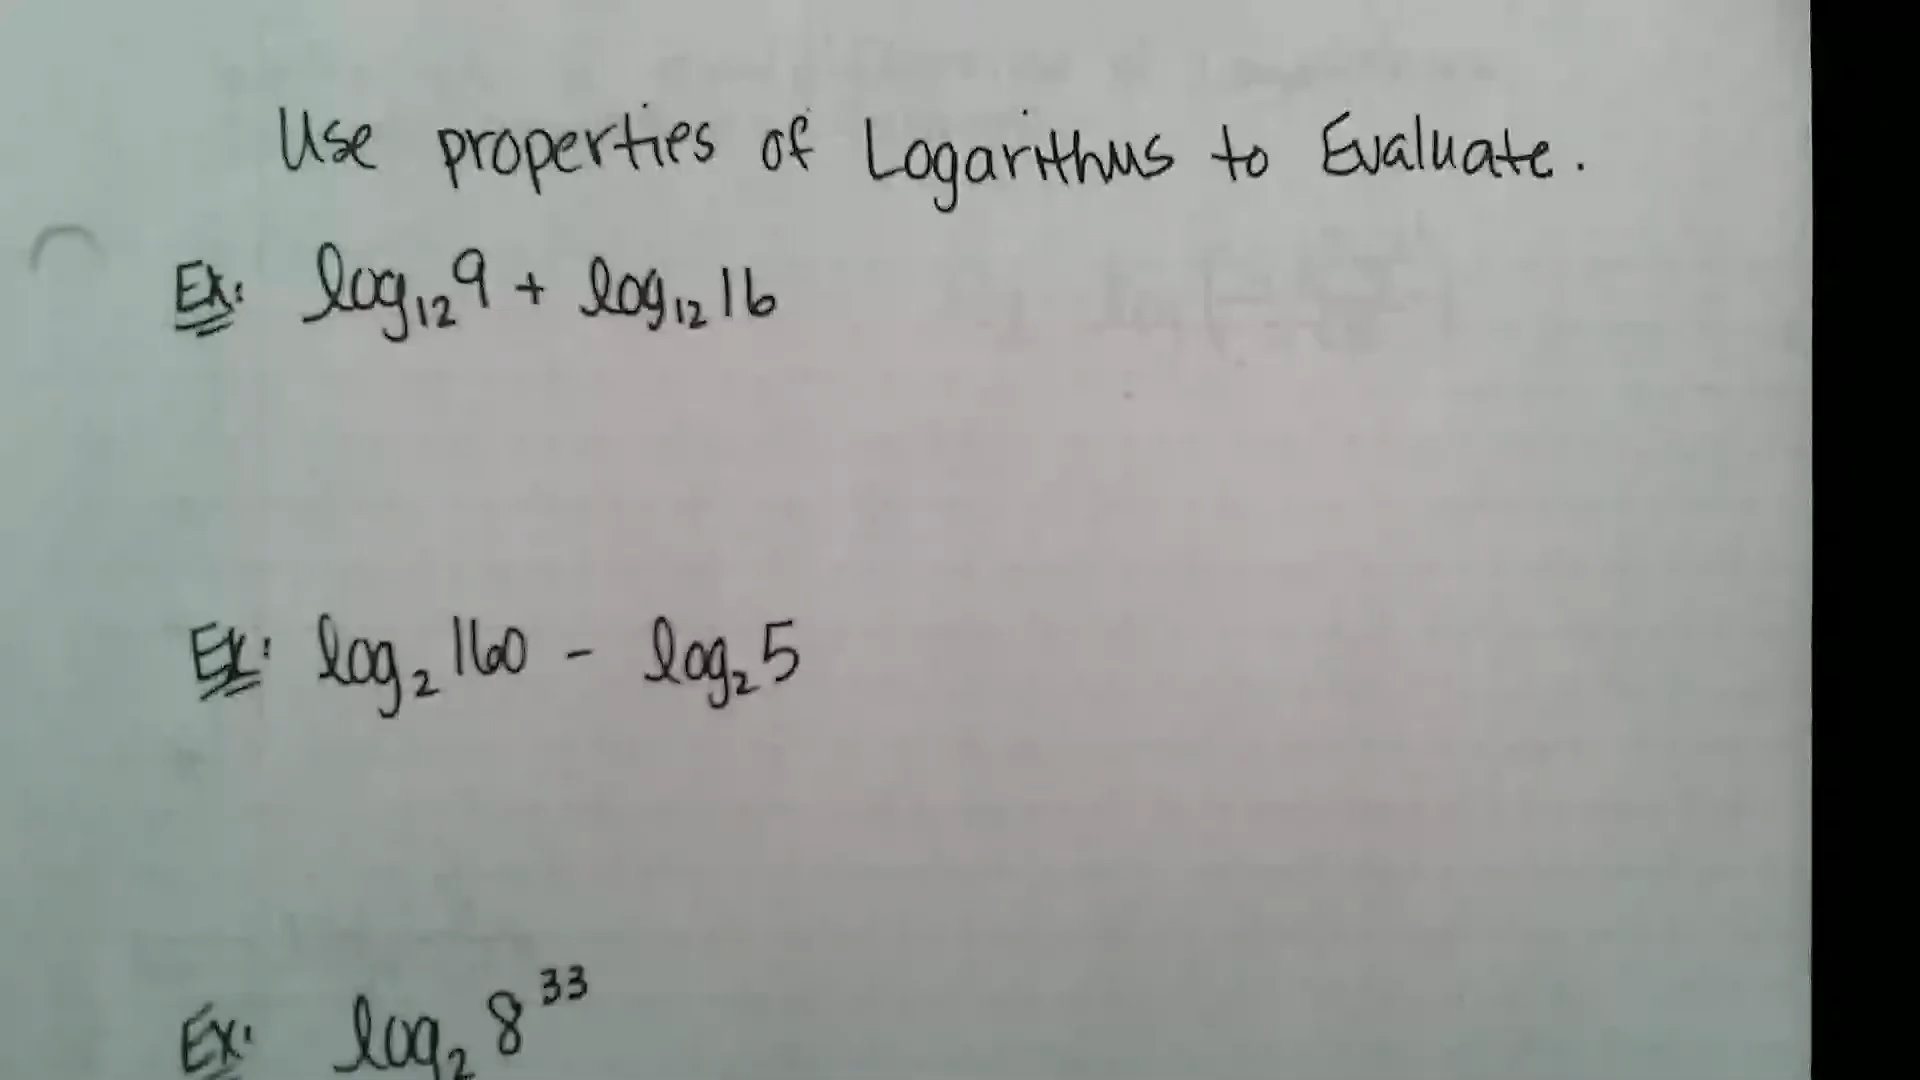 Use properties of Logarithms to Evaluate.
Ex: log₁₂9 + log₁₂16
Ex: log₂160 - log₂5
Ex: log₂8³³